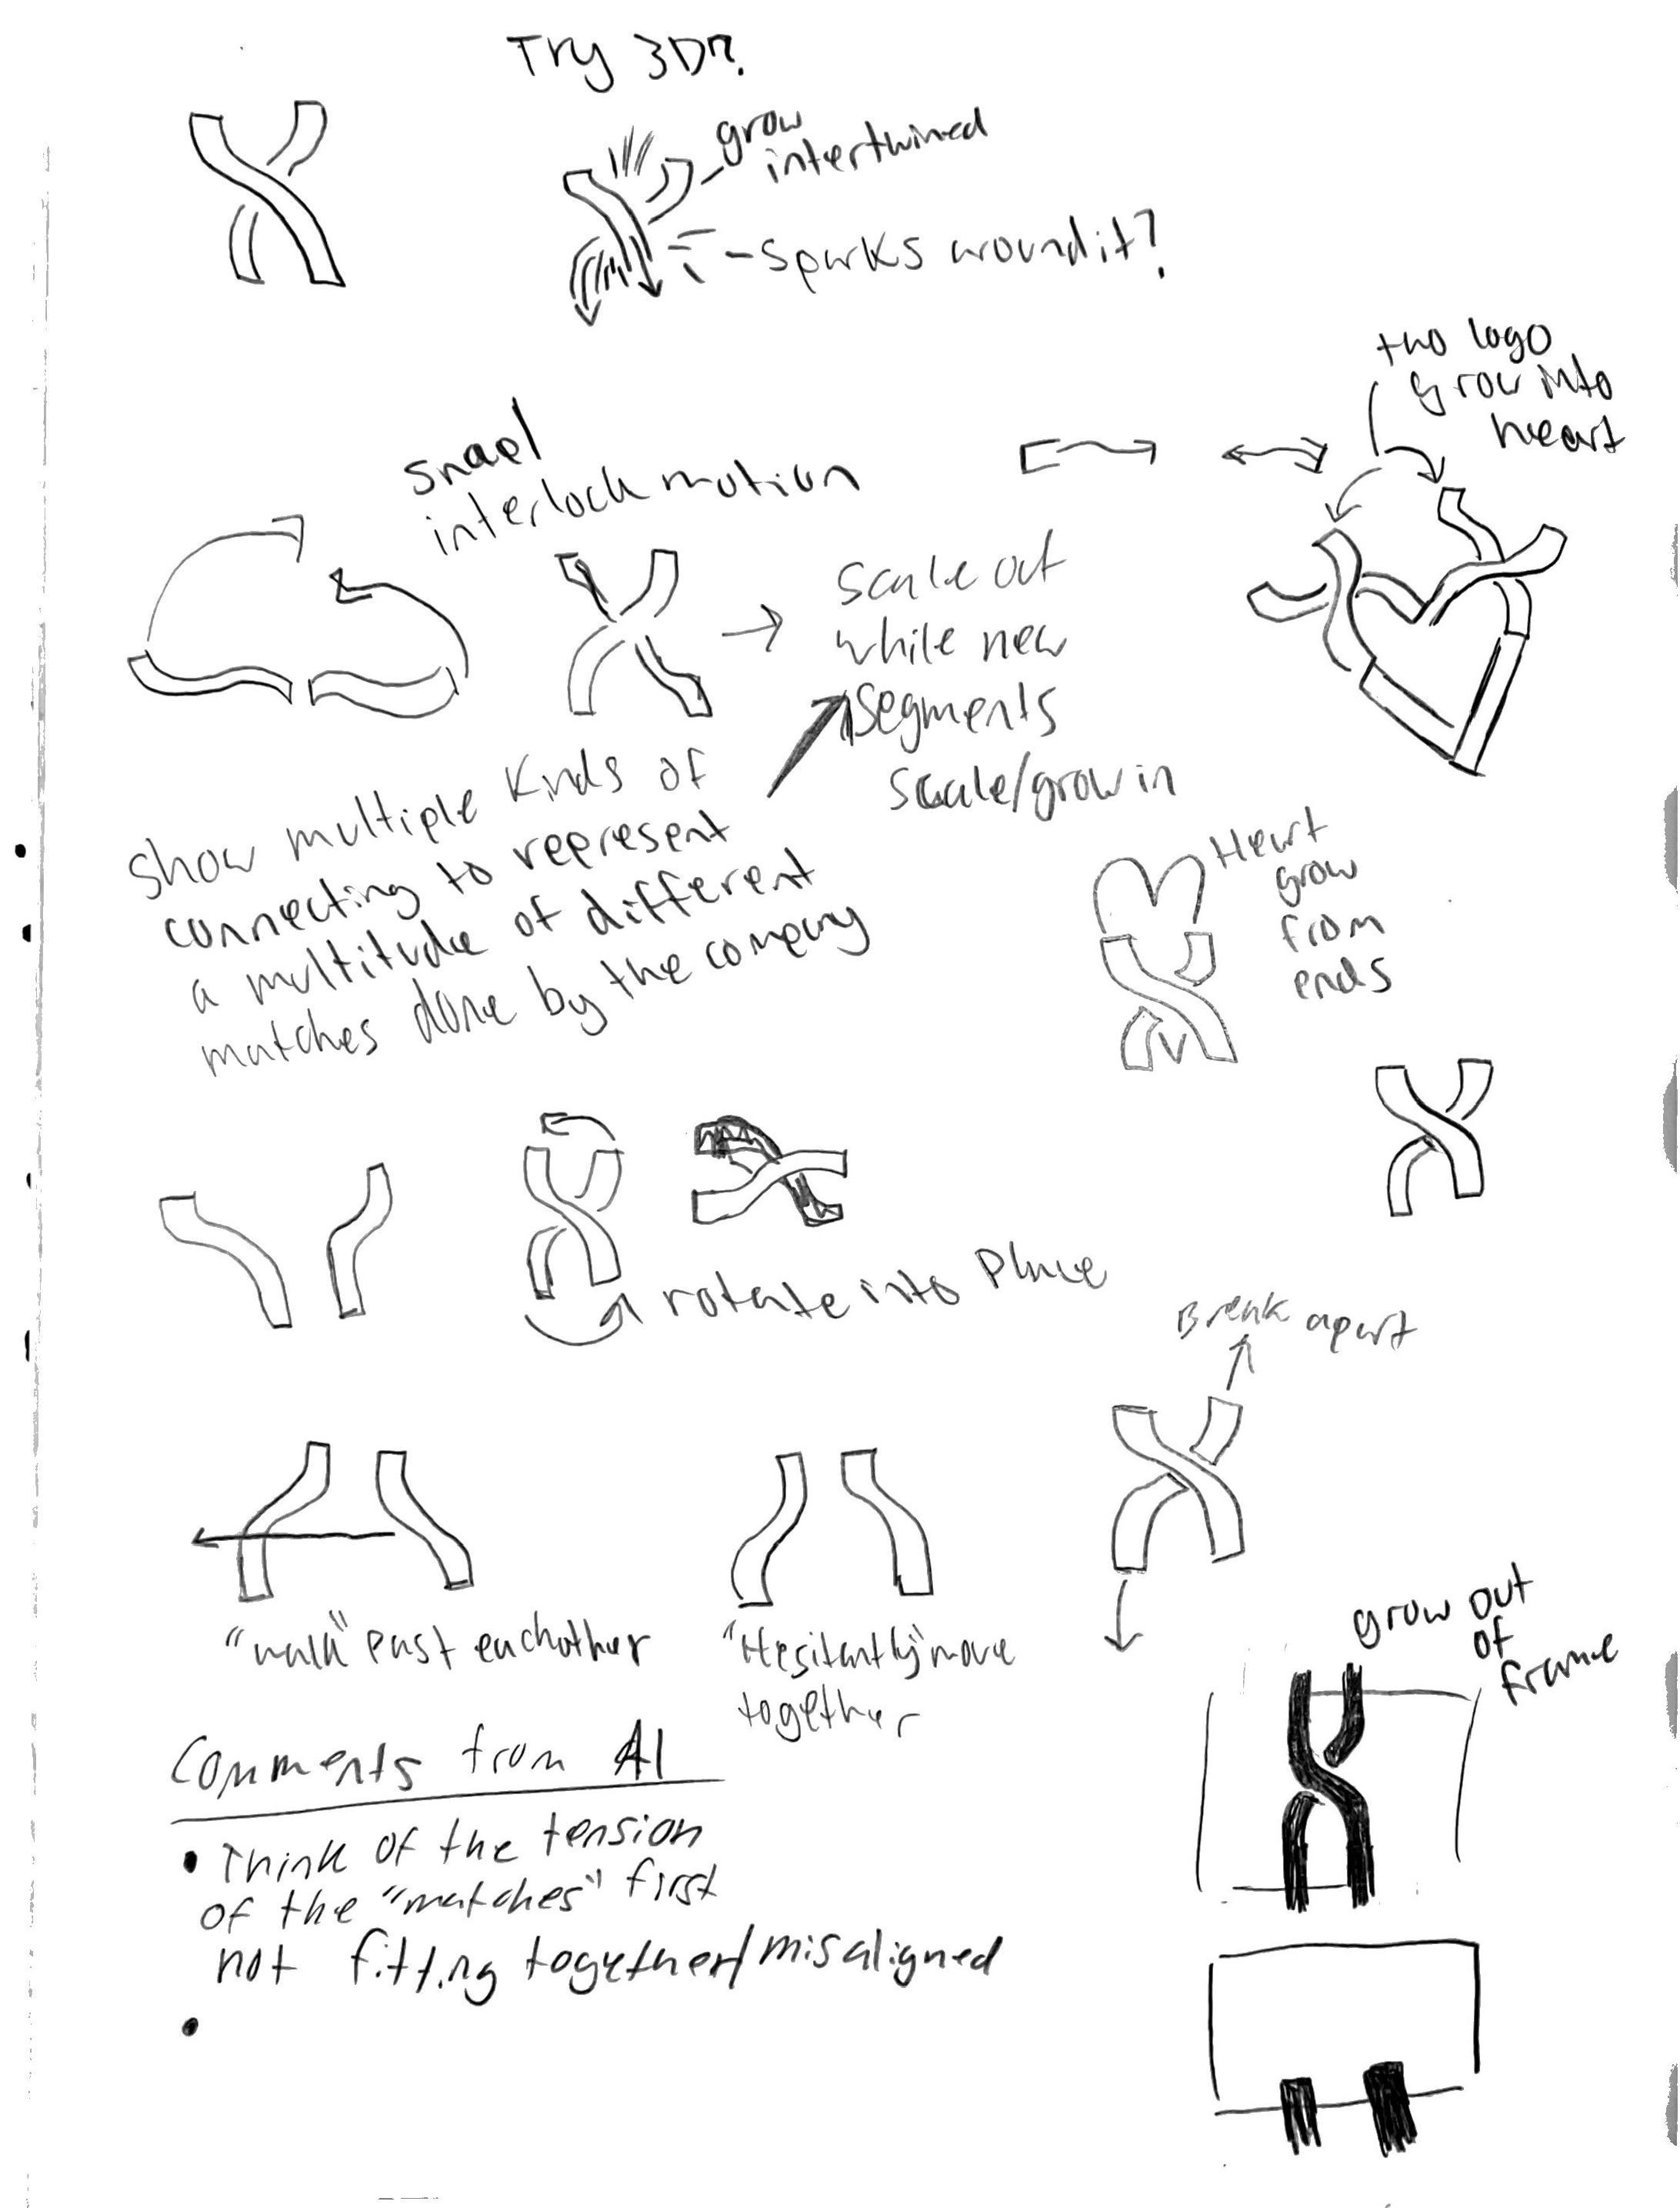 Try 3D?
grow
intertwined
-sparks around it?
two logo
grow into
heart
snap/
interlock motion
scale out
while new
segments
scale/grow in
show multiple kinds of
connecting to represent
a multitude of different
matches done by the company
Heart
grow
from
ends
rotate into place
Break apart
"walk" past eachother
"Hesitantly" move
together
grow out
of
frame
Comments from Al
• Think of the tension
of the "matches" first
not fitting together/misaligned
•